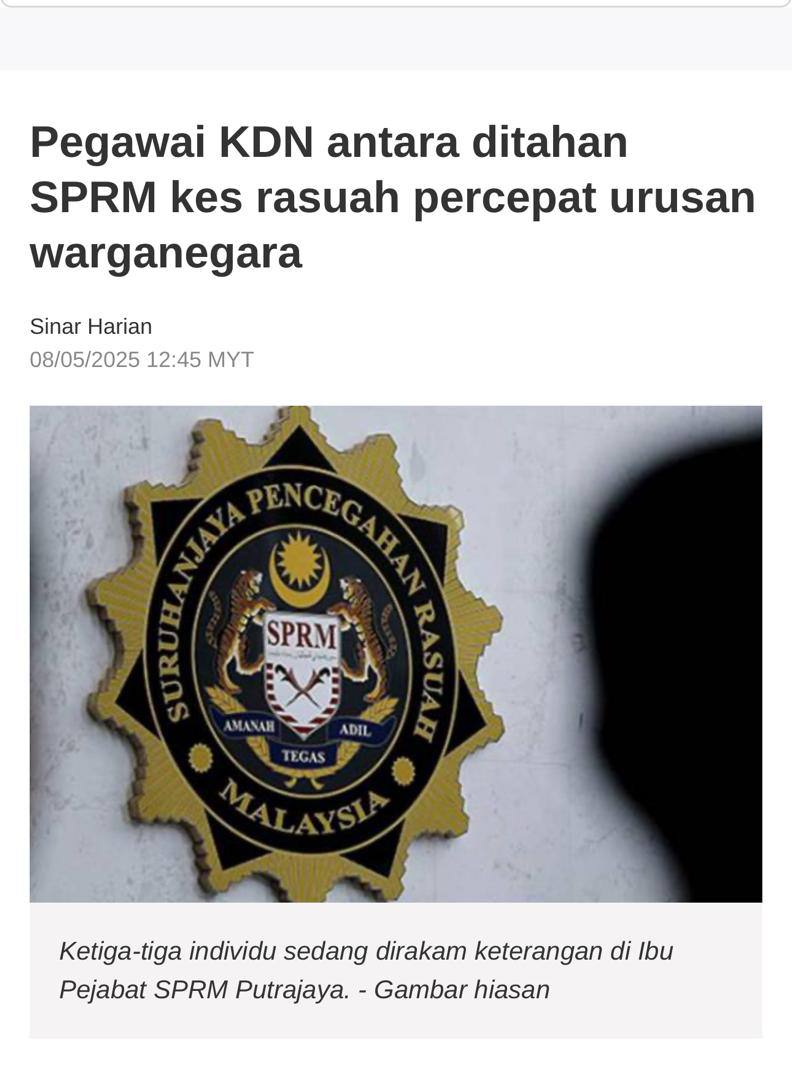 Pegawai KDN antara ditahan
SPRM kes rasuah percepat urusan
warganegara
Sinar Harian
08/05/2025 12:45 MYT
SURUHANJAYA PENCEGAHAN RASUAH
SPRM
AMANAH
ADIL
TEGAS
MALAYSIA
Ketiga-tiga individu sedang dirakam keterangan di Ibu
Pejabat SPRM Putrajaya. - Gambar hiasan